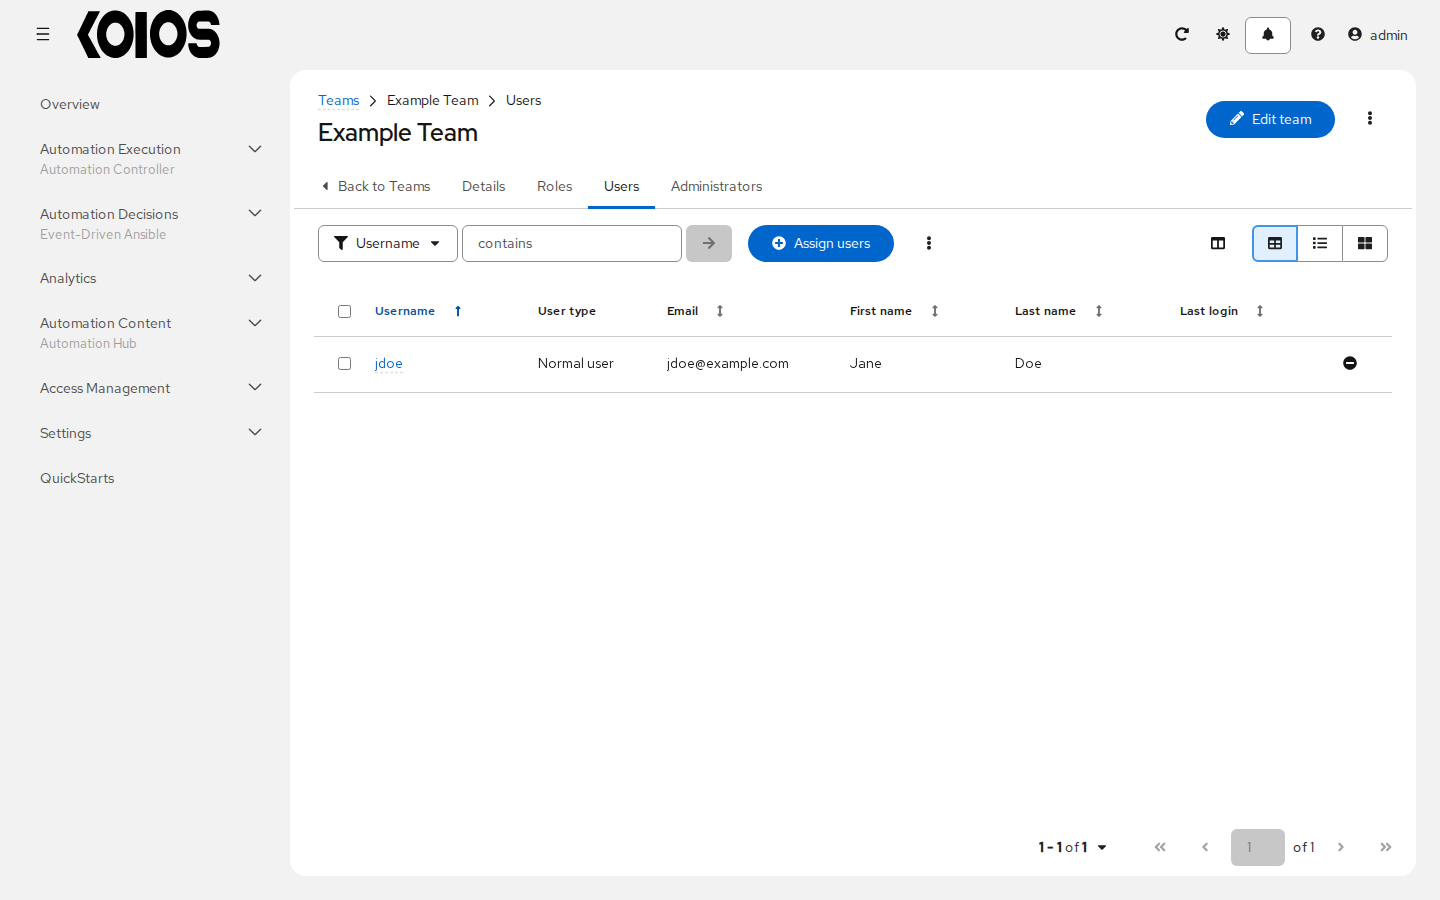 KOIOS
admin
Overview
Automation Execution
Automation Controller
Automation Decisions
Event-Driven Ansible
Analytics
Automation Content
Automation Hub
Access Management
Settings
QuickStarts
Teams Example Team Users
Example Team
Edit team
Back to Teams Details Roles Users Administrators
Username contains Assign users
Username User type Email First name Last name Last login
jdoe Normal user jdoe@example.com Jane Doe
1 - 1 of 1 1 of 1